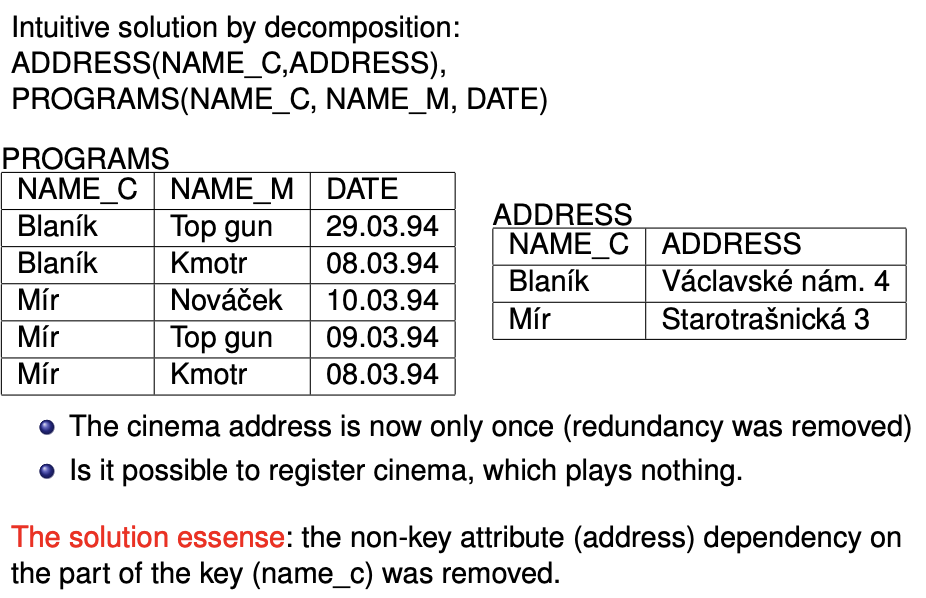 Intuitive solution by decomposition:
ADDRESS(NAME_C,ADDRESS),
PROGRAMS(NAME_C, NAME_M, DATE)
PROGRAMS
NAME_C NAME_M DATE
Blaník Top gun 29.03.94
Blaník Kmotr 08.03.94
Mír Nováček 10.03.94
Mír Top gun 09.03.94
Mír Kmotr 08.03.94
ADDRESS
NAME_C ADDRESS
Blaník Václavské nám. 4
Mír Starotrašnická 3
The cinema address is now only once (redundancy was removed)
Is it possible to register cinema, which plays nothing.
The solution essense: the non-key attribute (address) dependency on
the part of the key (name_c) was removed.